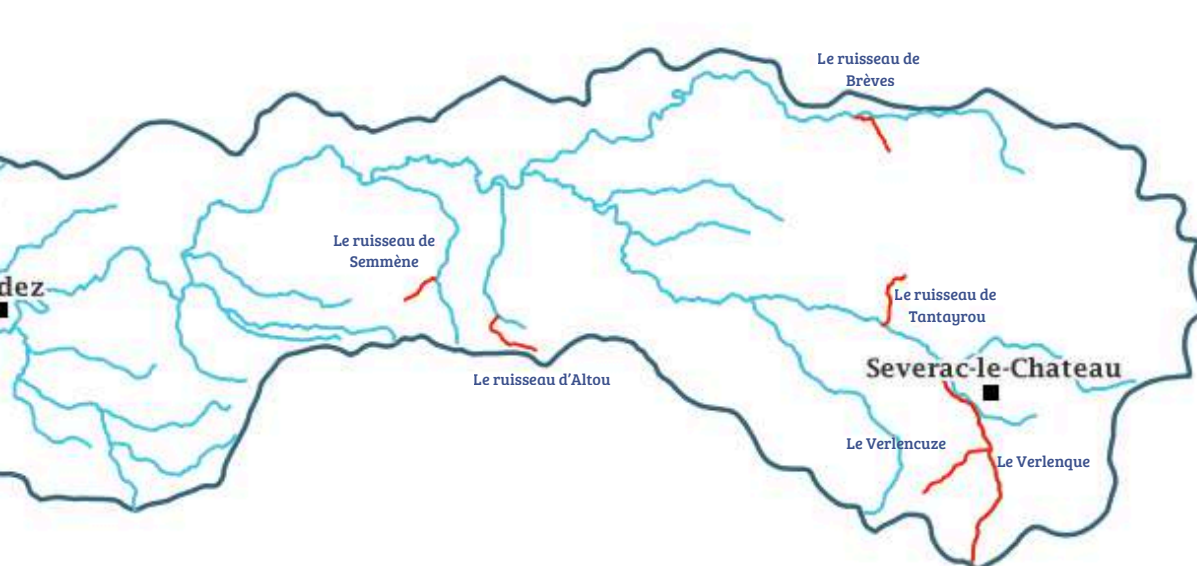 Le ruisseau de
Brèves
Le ruisseau de
Semmène
dez
Le ruisseau de
Tantayrou
Severac-le-Chateau
Le ruisseau d’Altou
Le Verlencuze
Le Verlenque